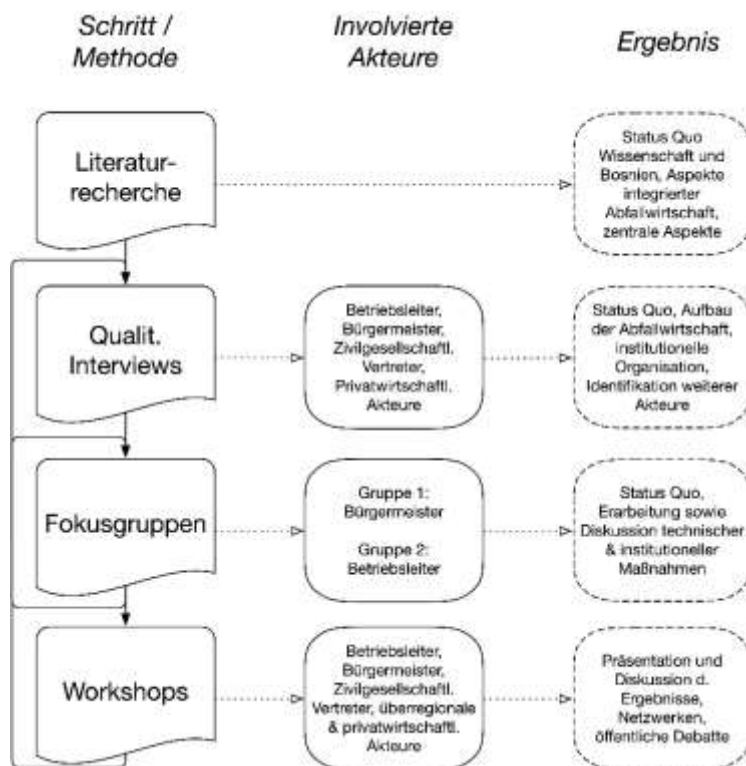 Schritt /
Methode
Involvierte
Akteure
Ergebnis
Literatur-
recherche
Status Quo
Wissenschaft und
Bosnien, Aspekte
integrierter
Abfallwirtschaft,
zentrale Aspekte
Qualit.
Interviews
Betriebsleiter,
Bürgermeister,
Zivilgesellschaftl.
Vertreter,
Privatwirtschaftl.
Akteure
Status Quo, Aufbau
der Abfallwirtschaft,
institutionelle
Organisation,
Identifikation weiterer
Akteure
Fokusgruppen
Gruppe 1:
Bürgermeister
Gruppe 2:
Betriebsleiter
Status Quo,
Erarbeitung sowie
Diskussion technischer
& institutioneller
Maßnahmen
Workshops
Betriebsleiter,
Bürgermeister,
Zivilgesellschaftl.
Vertreter, überregionale
& privatwirtschaftl.
Akteure
Präsentation und
Diskussion d.
Ergebnisse,
Netzwerken,
öffentliche Debatte